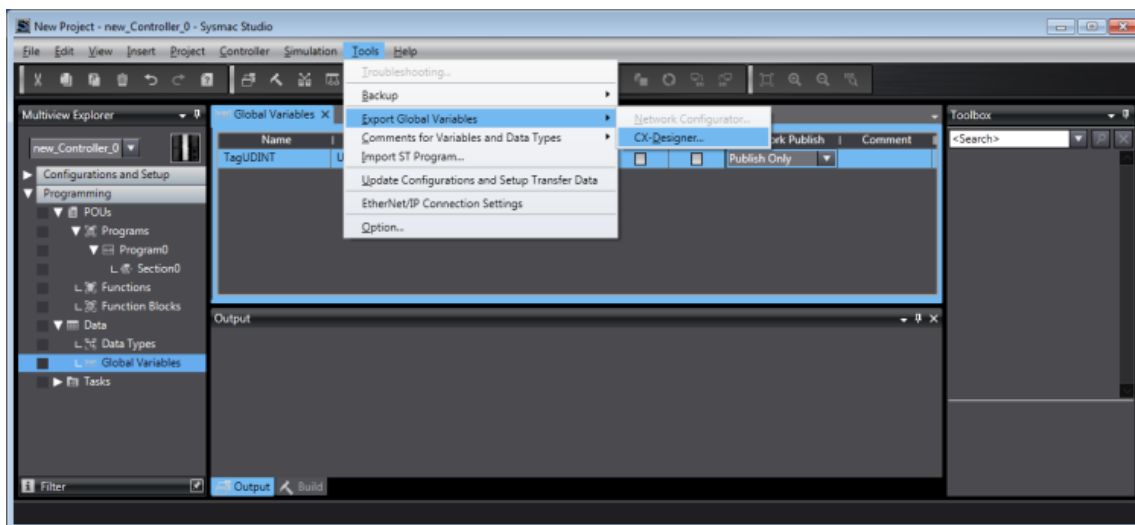 New Project - new_Controller_0 - Sysmac Studio
File Edit View Insert Project Controller Simulation Tools Help
Troubleshooting...
Backup
Export Global Variables
Comments for Variables and Data Types
Import ST Program...
Update Configurations and Setup Transfer Data
EtherNet/IP Connection Settings
Option...
Network Configurator...
CX-Designer...
Multiview Explorer
new_Controller_0
Configurations and Setup
Programming
POUs
Programs
Program0
Section0
Functions
Function Blocks
Data
Data Types
Global Variables
Tasks
Filter
Global Variables
Name Publish Comment
TagUDINT U Publish Only
Output
Output Build
Toolbox
<Search>